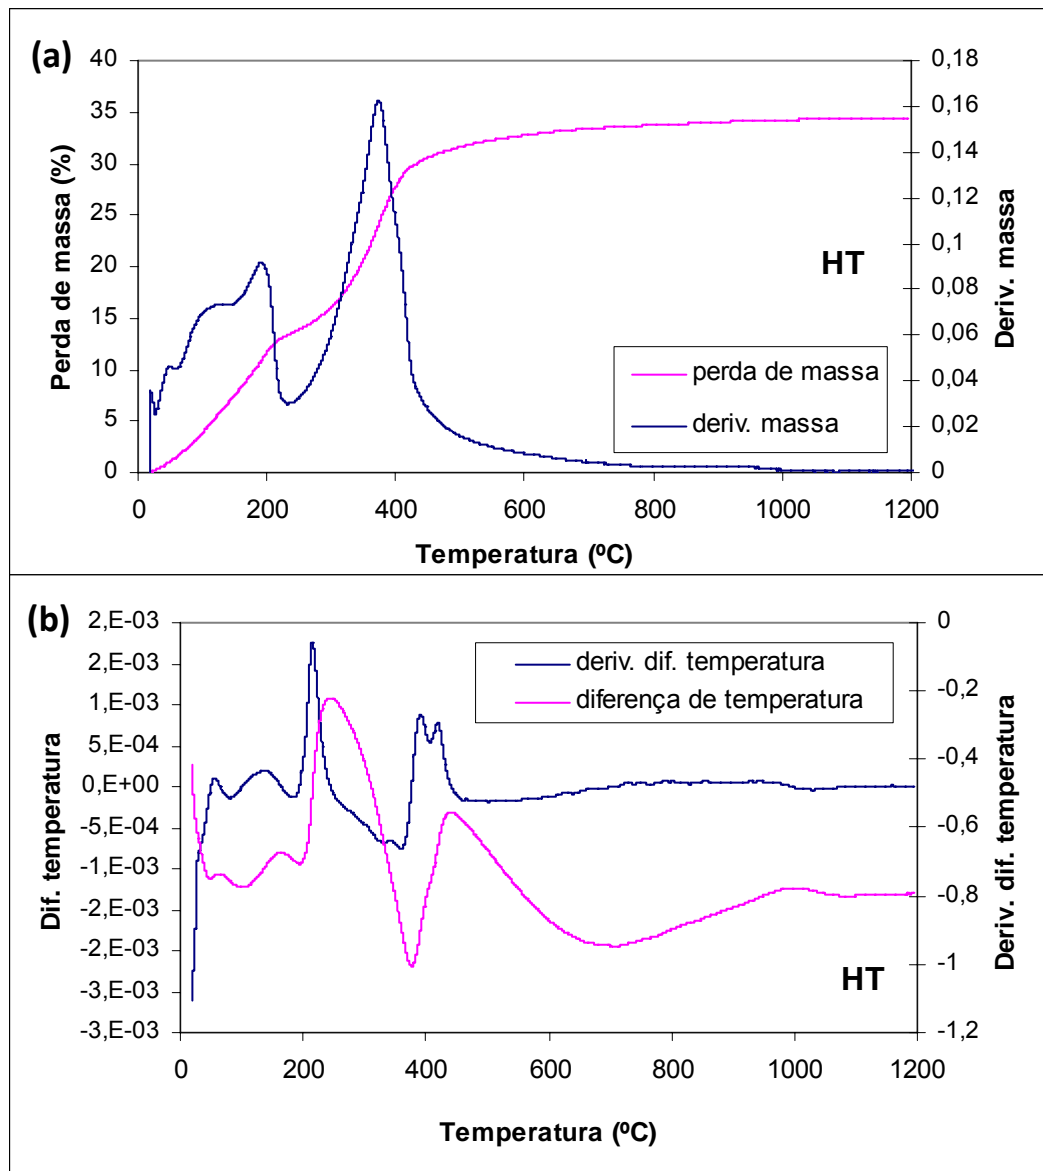 (a)
40
35
30
25
20
15
10
5
0
Perda de massa (%)
0,18
0,16
0,14
0,12
0,1
0,08
0,06
0,04
0,02
0
Deriv. massa
HT
perda de massa
deriv. massa
0 200 400 600 800 1000 1200
Temperatura (ºC)
(b)
2,E-03
2,E-03
1,E-03
5,E-04
0,E+00
-5,E-04
-1,E-03
-2,E-03
-2,E-03
-3,E-03
-3,E-03
Dif. temperatura
0
-0,2
-0,4
-0,6
-0,8
-1
-1,2
Deriv. dif. temperatura
deriv. dif. temperatura
diferença de temperatura
HT
0 200 400 600 800 1000 1200
Temperatura (ºC)